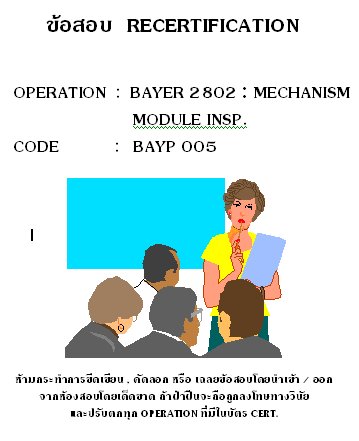 ข้อสอบ RECERTIFICATION
OPERATION : BAYER 2802 : MECHANISM
MODULE INSP.
CODE : BAYP 005
ห้ามกระทำการขีดเขียน , คัดลอก หรือ เฉลยข้อสอบโดยนำเข้า / ออก
จากห้องสอบโดยเด็ดขาด ถ้าฝ่าฝืนจะถือถูกลงโทษทางวินัย
และปรับตกทุก OPERATION ที่มีในบัตร CERT.